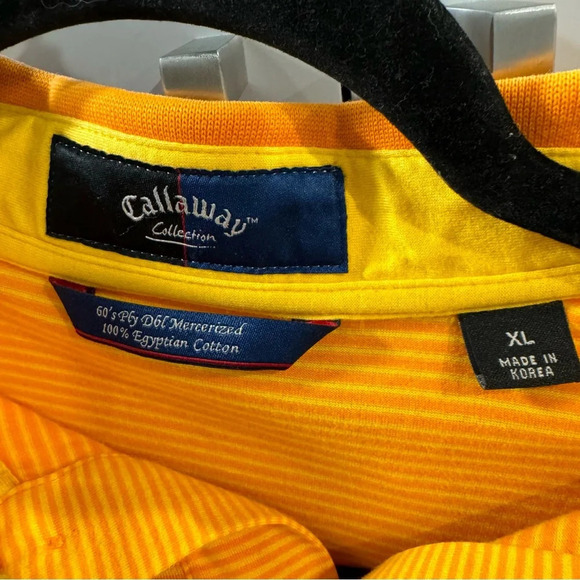 Callaway™
Collection
60's Ply Dbl Mercerized
100% Egyptian Cotton
XL
MADE IN
KOREA